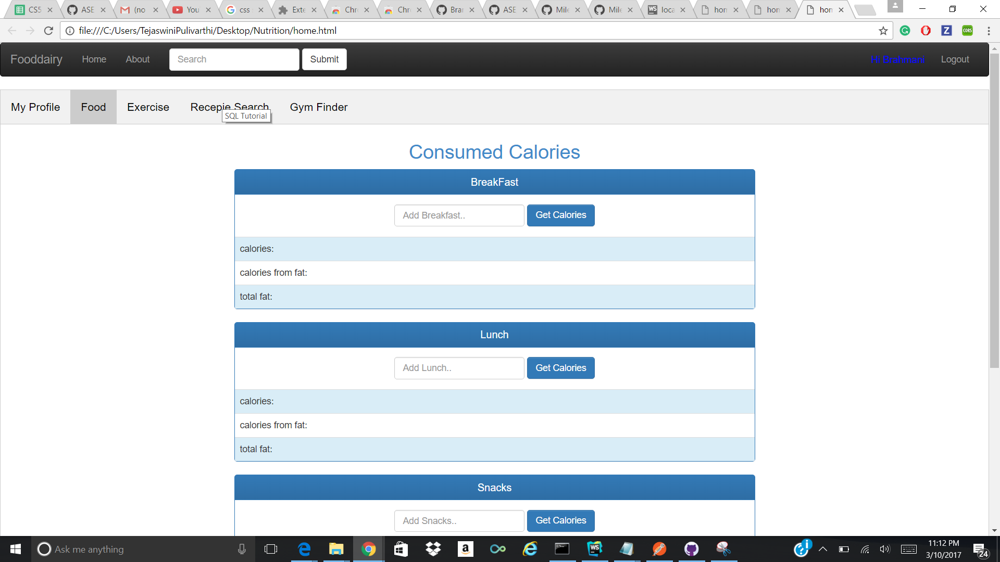 CS5 ASE (no You css Exte Chr Chr Bra ASE Mile Mile WS loca hon hon hon
file:///C:/Users/TejaswiniPulivarthi/Desktop/Nutrition/home.html
Fooddairy Home About Search Submit Hi Brahmani Logout
My Profile Food Exercise Recepie Search Gym Finder
SQL Tutorial
Consumed Calories
BreakFast
Add Breakfast.. Get Calories
calories:
calories from fat:
total fat:
Lunch
Add Lunch.. Get Calories
calories:
calories from fat:
total fat:
Snacks
Add Snacks.. Get Calories
Ask me anything
11:12 PM
3/10/2017
24